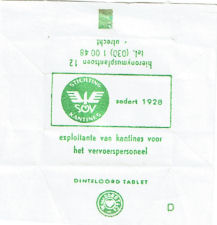 hieronymusplantsoen 12
utrecht
tel. (030) 1 00 48
STICHTING
SOV
KANTINES
sedert 1928
exploitante van kantines voor
het vervoerspersoneel
DINTELOORD TABLET
D